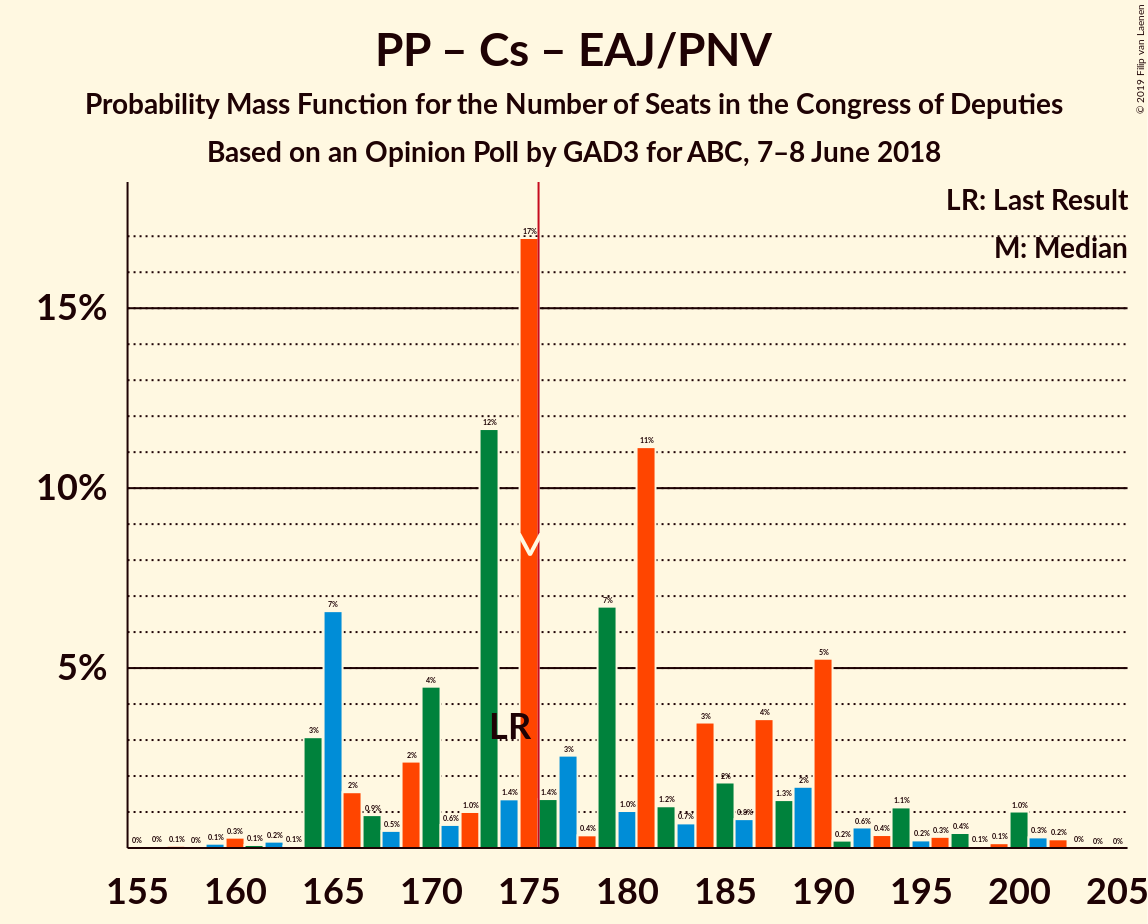 PP – Cs – EAJ/PNV
Probability Mass Function for the Number of Seats in the Congress of Deputies
Based on an Opinion Poll by GAD3 for ABC, 7–8 June 2018
© 2019 Filip van Laenen
LR: Last Result
M: Median
15%
10%
5%
0% 0% 0.1% 0% 0.1% 0.3% 0.1% 0.2% 0.1% 3% 7% 2% 0.9% 0.5% 2% 4% 0.6% 1.0% 12% 1.4% 17% 1.4% 3% 0.4% 7% 1.0% 11% 1.2% 0.7% 3% 2% 0.8% 4% 1.3% 2% 5% 0.2% 0.6% 0.4% 1.1% 0.2% 0.3% 0.4% 0.1% 0.1% 1.0% 0.3% 0.2% 0% 0% 0%
LR
155 160 165 170 175 180 185 190 195 200 205